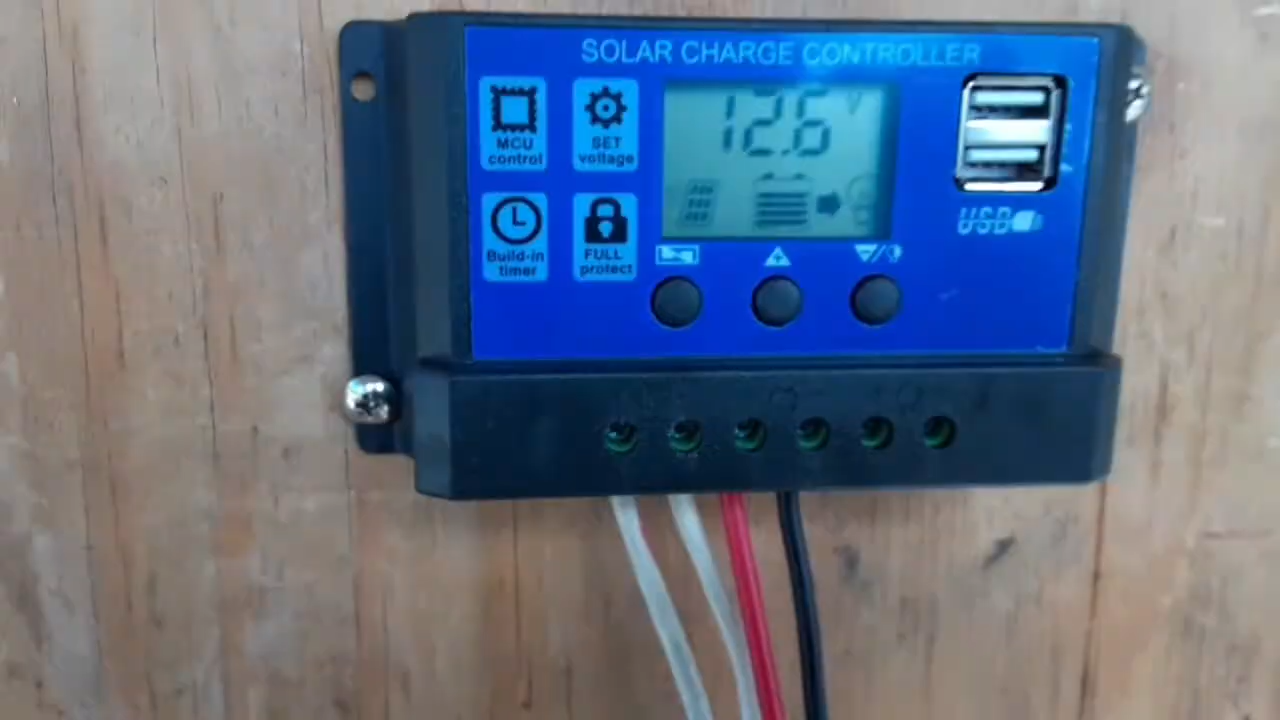 SOLAR CHARGE CONTROLLER
MCU
control
SET
voltage
12.6 V
Build-in
timer
FULL
protect
USB